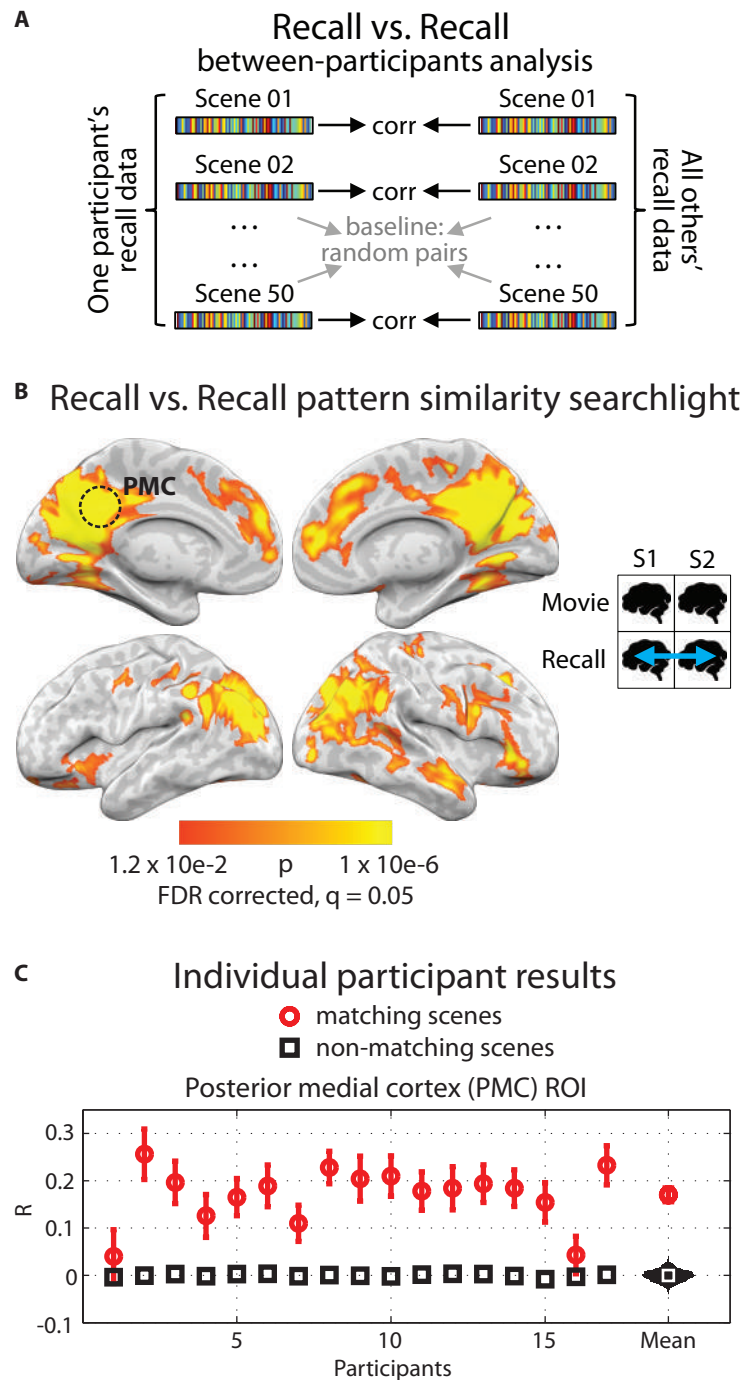 A
Recall vs. Recall
between-participants analysis
One participant's
recall data
Scene 01
corr
Scene 01
Scene 02
corr
Scene 02
...
baseline:
...
...
random pairs
...
Scene 50
corr
Scene 50
All others'
recall data
B
Recall vs. Recall pattern similarity searchlight
PMC
S1 S2
Movie
Recall
1.2 x 10e-2 p 1 x 10e-6
FDR corrected, q = 0.05
C
Individual participant results
matching scenes
non-matching scenes
Posterior medial cortex (PMC) ROI
R
0.3
0.2
0.1
0
-0.1
5 10 15 Mean
Participants